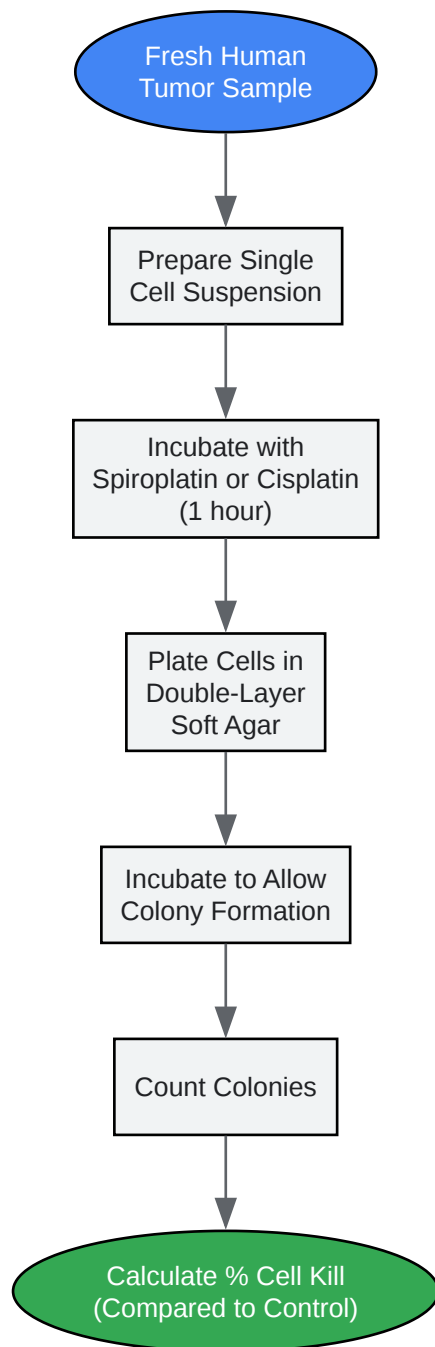 Fresh Human
Tumor Sample
Prepare Single
Cell Suspension
Incubate with
Spiroplatin or Cisplatin
(1 hour)
Plate Cells in
Double-Layer
Soft Agar
Incubate to Allow
Colony Formation
Count Colonies
Calculate % Cell Kill
(Compared to Control)